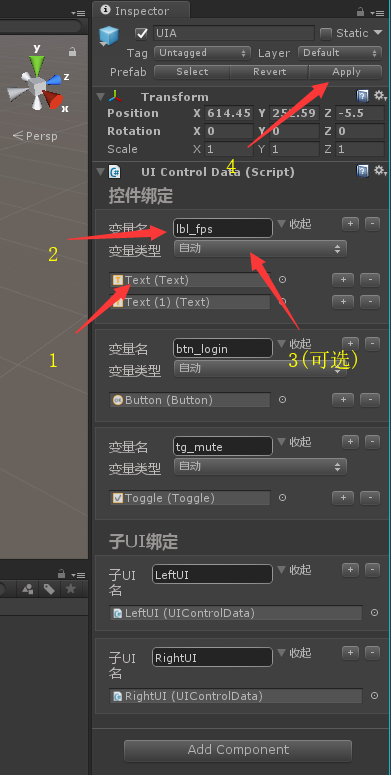 Inspector
y
z
x
Persp
UIA
Static
Tag Untagged Layer Default
Prefab Select Revert Apply
Transform
Position X 614.45 Y Z -5.5
Rotation X 0 Y 0 Z 0
Scale X 1 Y 1 Z 1
4
UI Control Data (Script)
控件绑定
变量名 lbl_fps 收起 + -
2
变量类型 自动
Text (Text) + -
Text (1) (Text) + -
1
变量名 btn_login 收起 + -
3(可选)
变量类型 自动
Button (Button) + -
变量名 tg_mute 收起 + -
变量类型 自动
Toggle (Toggle) + -
子UI绑定
子UI名 LeftUI 收起 + -
LeftUI (UIControlData)
子UI名 RightUI 收起 + -
RightUI (UIControlData)
Add Component